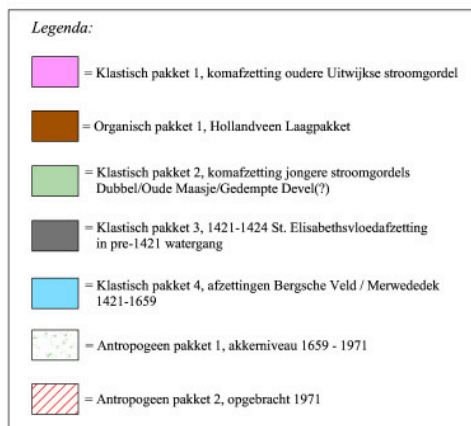 Legenda:
= Klastisch pakket 1, komafzetting oudere Uitwijkse stroomgordel
= Organisch pakket 1, Hollandveen Laagpakket
= Klastisch pakket 2, komafzetting jongere stroomgordels
Dubbel/Oude Maasje/Gedempte Devel(?)
= Klastisch pakket 3, 1421-1424 St. Elisabethsvloedafzetting
in pre-1421 watergang
= Klastisch pakket 4, afzettingen Bergsche Veld / Merwededek
1421-1659
= Antropogeen pakket 1, akkerniveau 1659 - 1971
= Antropogeen pakket 2, opgebracht 1971